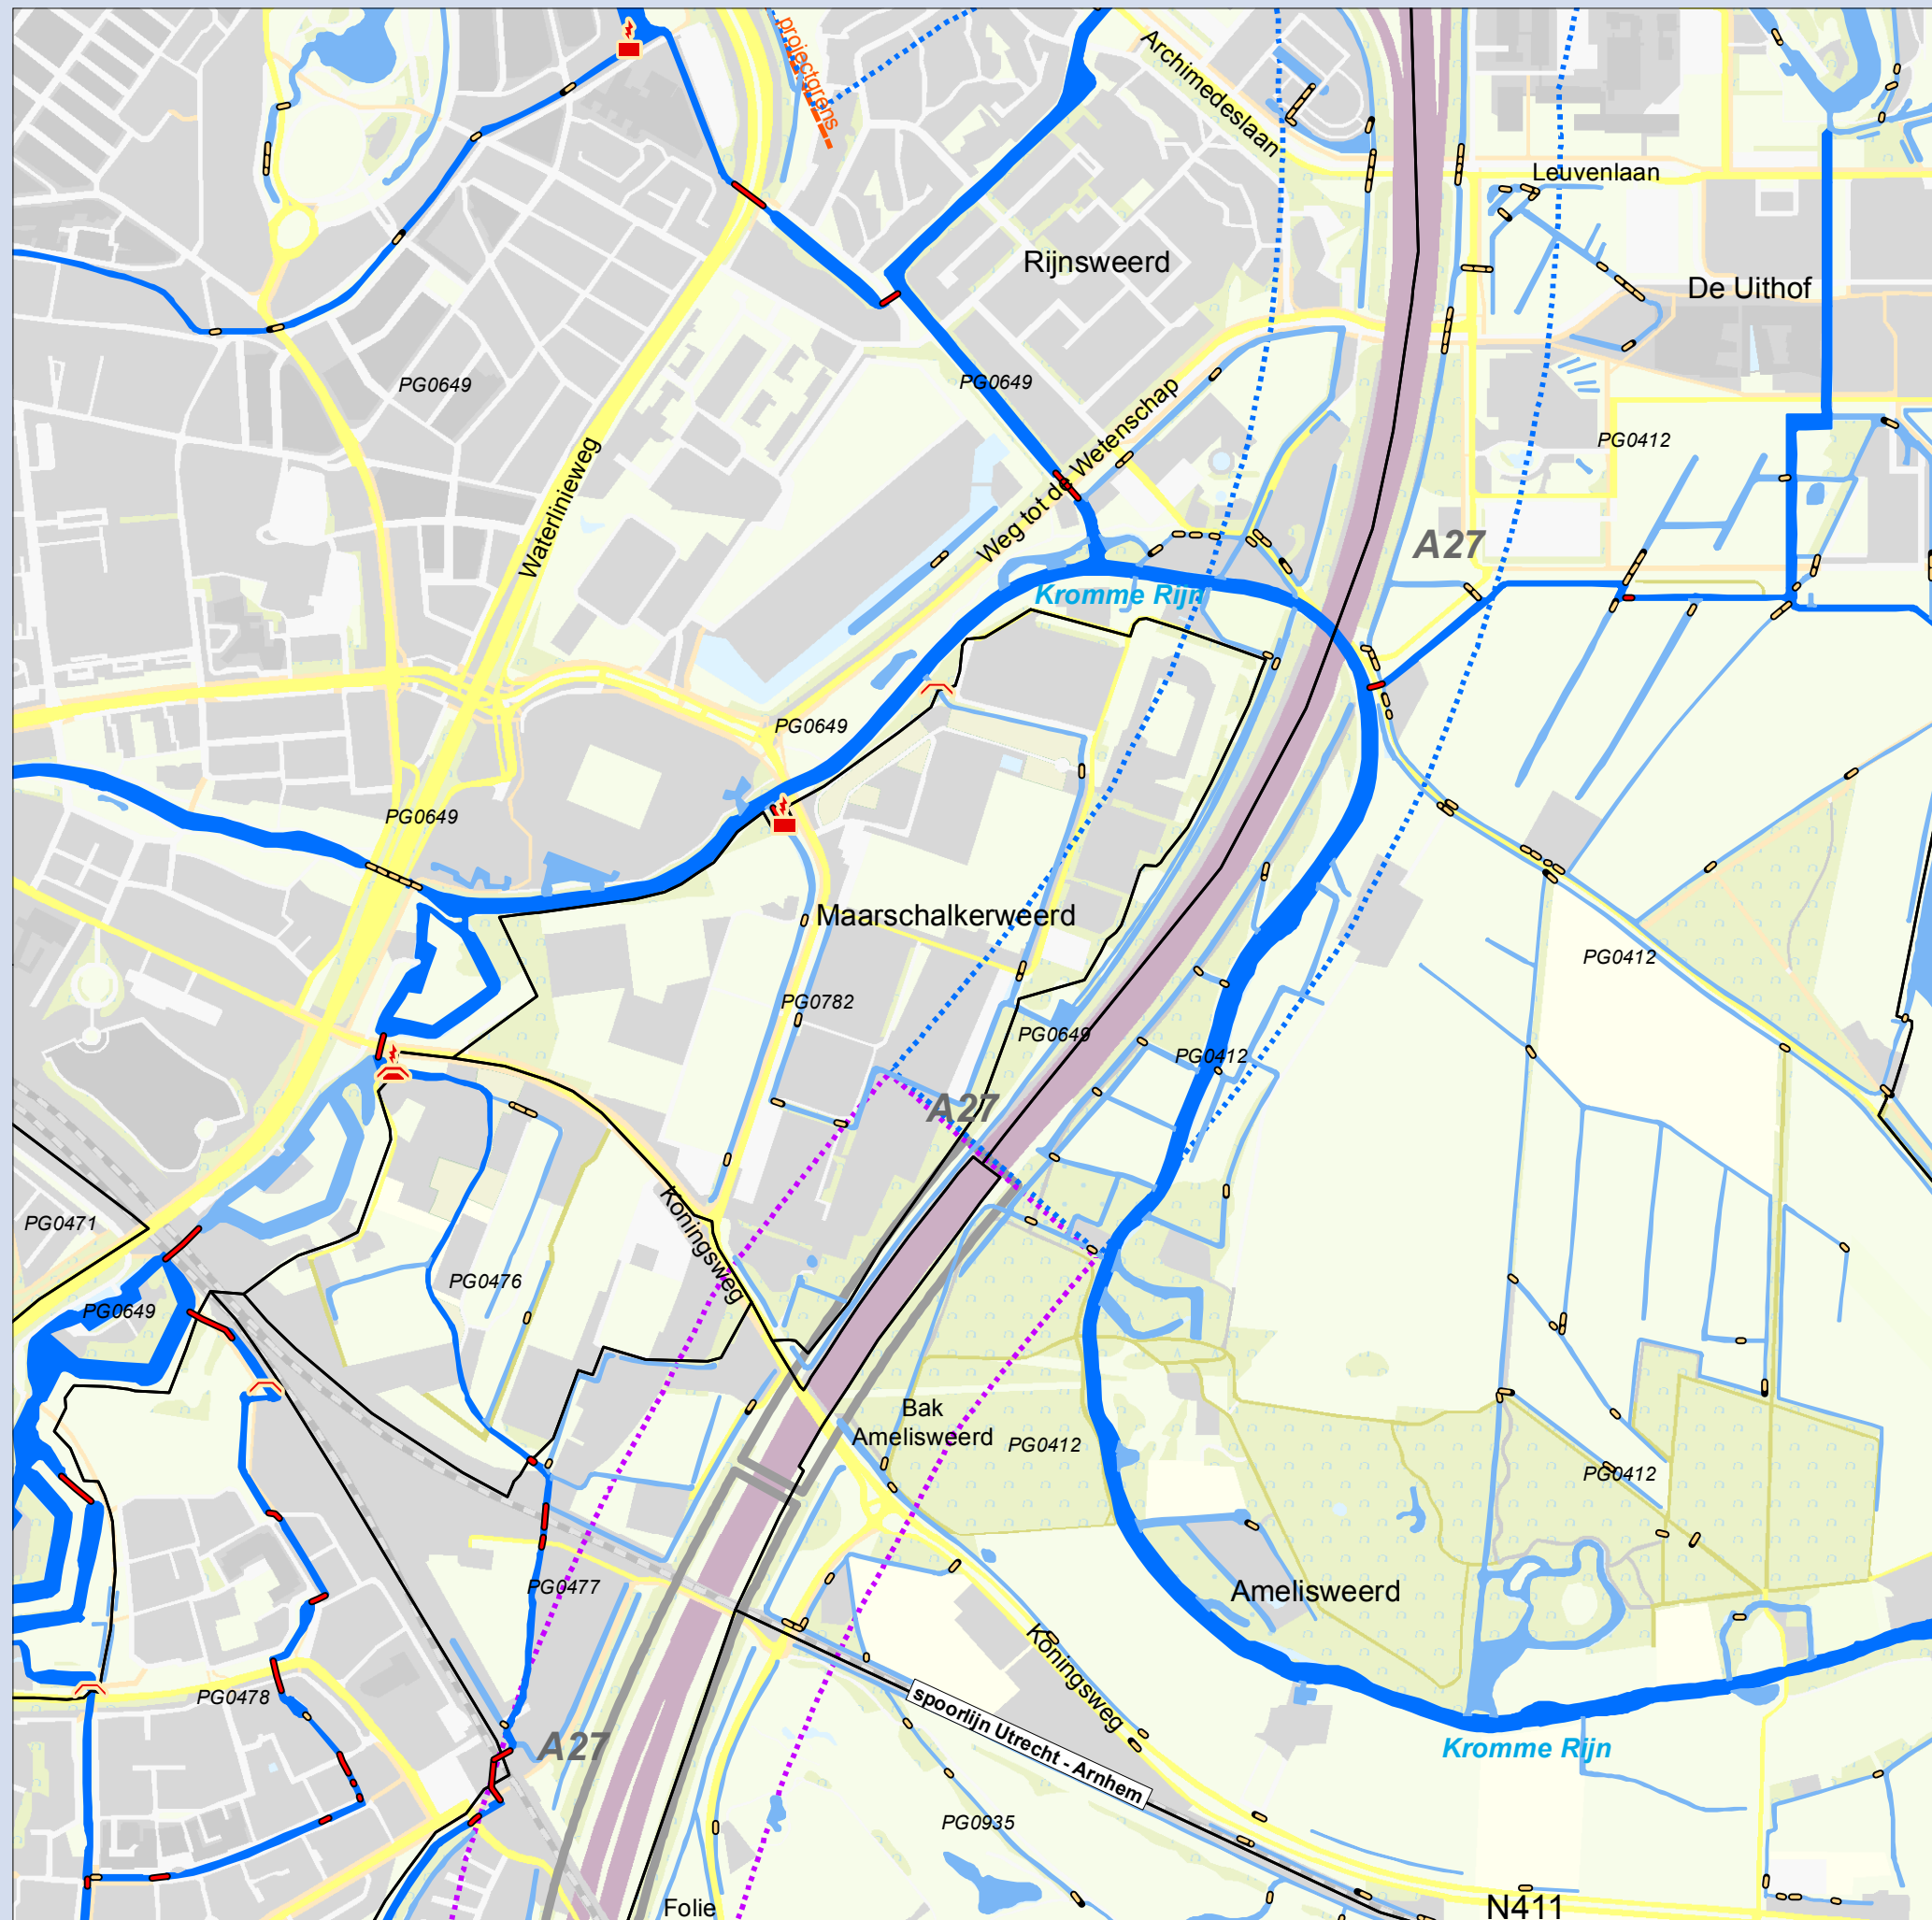 projectgrens
Archimedeslaan
Leuvenlaan
Rijnsweerd
De Uithof
PG0649
PG0649
PG0412
Waterlinieweg
Weg tot de Wetenschap
A27
Kromme Rijn
PG0649
PG0649
Maarschalkerweerd
PG0412
PG0782
PG0649
PG0412
A27
Koningsweg
PG0471
PG0476
PG0649
Bak
Amelisweerd
PG0412
PG0412
PG0477
Amelisweerd
Koningsweg
PG0478
A27
spoorlijn Utrecht - Arnhem
Kromme Rijn
PG0935
Folie
N411